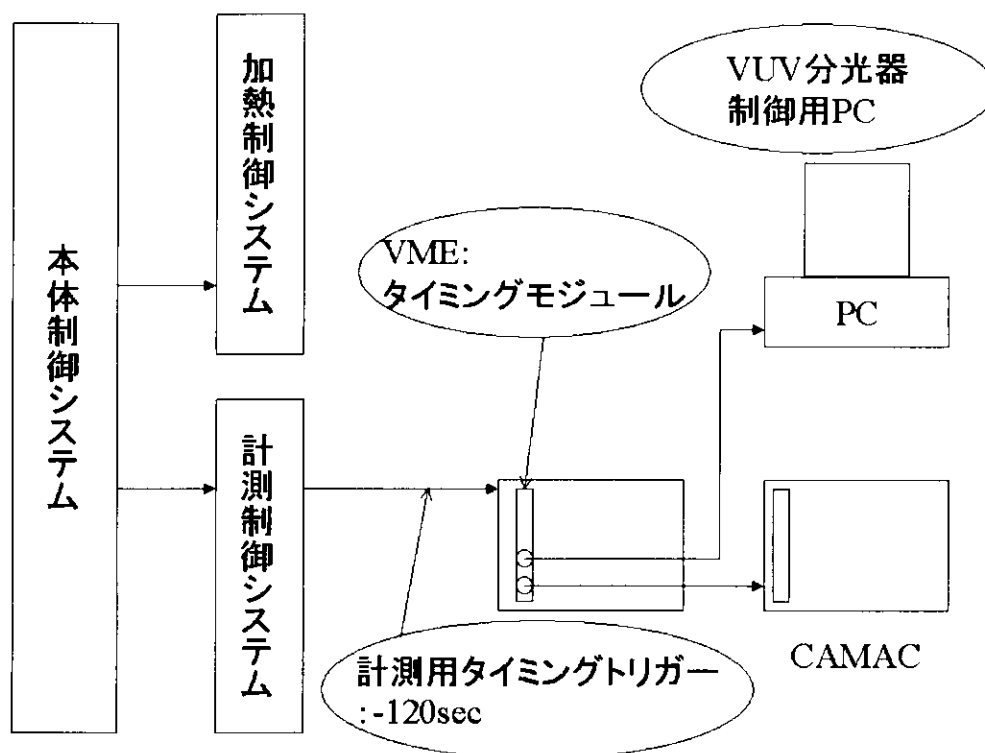 本体制御システム
加熱制御システム
計測制御システム
VME:
タイミングモジュール
VUV分光器
制御用PC
PC
CAMAC
計測用タイミングトリガー
:-120sec